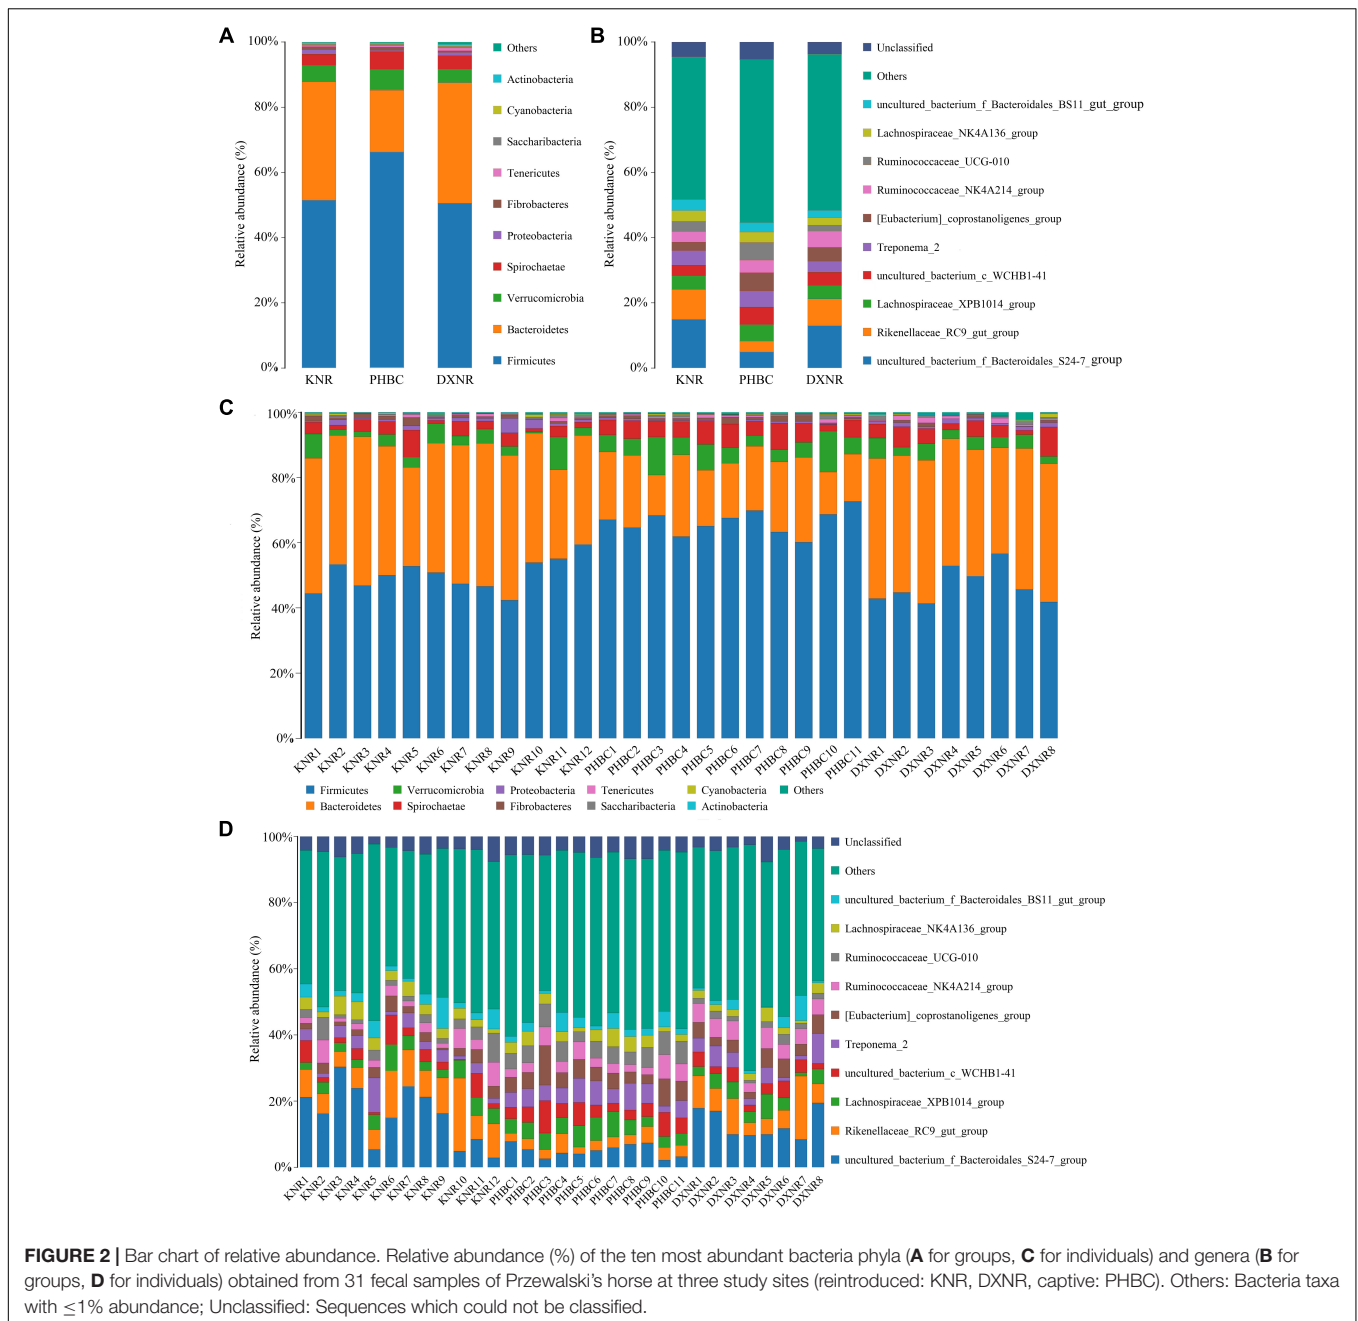 A
100%
80%
60%
40%
20%
0%
Relative abundance (%)
KNR PHBC DXNR
Others
Actinobacteria
Cyanobacteria
Saccharibacteria
Tenericutes
Fibrobacteres
Proteobacteria
Spirochaetae
Verrucomicrobia
Bacteroidetes
Firmicutes
B
100%
80%
60%
40%
20%
0%
Relative abundance (%)
KNR PHBC DXNR
Unclassified
Others
uncultured_bacterium_f_Bacteroidales_BS11_gut_group
Lachnospiraceae_NK4A136_group
Ruminococcaceae_UCG-010
Ruminococcaceae_NK4A214_group
[Eubacterium]_coprostanoligenes_group
Treponema_2
uncultured_bacterium_c_WCHB1-41
Lachnospiraceae_XPB1014_group
Rikenellaceae_RC9_gut_group
uncultured_bacterium_f_Bacteroidales_S24-7_group
C
100%
80%
60%
40%
20%
0%
Relative abundance (%)
KNR1 KNR2 KNR3 KNR4 KNR5 KNR6 KNR7 KNR8 KNR9 KNR10 KNR11 KNR12 PHBC1 PHBC2 PHBC3 PHBC4 PHBC5 PHBC6 PHBC7 PHBC8 PHBC9 PHBC10 PHBC11 DXNR1 DXNR2 DXNR3 DXNR4 DXNR5 DXNR6 DXNR7 DXNR8
Firmicutes Verrucomicrobia Proteobacteria Tenericutes Cyanobacteria Others
Bacteroidetes Spirochaetae Fibrobacteres Saccharibacteria Actinobacteria
D
100%
80%
60%
40%
20%
0%
Relative abundance (%)
KNR1 KNR2 KNR3 KNR4 KNR5 KNR6 KNR7 KNR8 KNR9 KNR10 KNR11 KNR12 PHBC1 PHBC2 PHBC3 PHBC4 PHBC5 PHBC6 PHBC7 PHBC8 PHBC9 PHBC10 PHBC11 DXNR1 DXNR2 DXNR3 DXNR4 DXNR5 DXNR6 DXNR7 DXNR8
Unclassified
Others
uncultured_bacterium_f_Bacteroidales_BS11_gut_group
Lachnospiraceae_NK4A136_group
Ruminococcaceae_UCG-010
Ruminococcaceae_NK4A214_group
[Eubacterium]_coprostanoligenes_group
Treponema_2
uncultured_bacterium_c_WCHB1-41
Lachnospiraceae_XPB1014_group
Rikenellaceae_RC9_gut_group
uncultured_bacterium_f_Bacteroidales_S24-7_group
FIGURE 2 | Bar chart of relative abundance. Relative abundance (%) of the ten most abundant bacteria phyla (A for groups, C for individuals) and genera (B for
groups, D for individuals) obtained from 31 fecal samples of Przewalski's horse at three study sites (reintroduced: KNR, DXNR, captive: PHBC). Others: Bacteria taxa
with ≤1% abundance; Unclassified: Sequences which could not be classified.